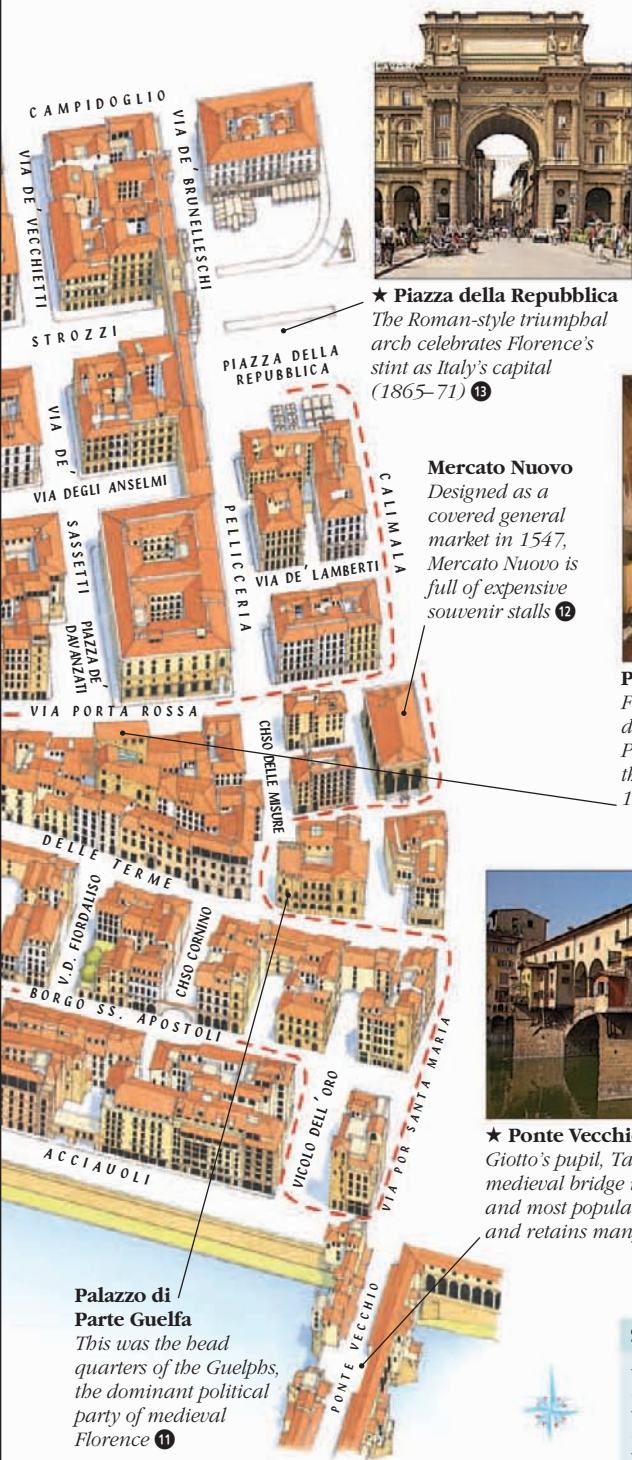 CAMPIDOGLIO
VIA DE' VECCHIETTI
VIA DE' BRUNELLESCHI
★ Piazza della Repubblica
The Roman-style triumphal
arch celebrates Florence's
stint as Italy's capital
(1865–71) 13
STROZZI
PIAZZA DELLA
REPUBBLICA
VIA DE'
SASSETTI
VIA DEGLI ANSELMI
PELLICCERIA
CALIMALA
VIA DE' LAMBERTI
Mercato Nuovo
Designed as a
covered general
market in 1547,
Mercato Nuovo is
full of expensive
souvenir stalls 12
PIAZZA DE'
DAVANZATI
VIA PORTA ROSSA
CHSO DELLE MISURE
P
F
d
P
th
1
DELLE TERME
V.D. FIORDALISO
CHSO CORNINO
BORGO SS. APOSTOLI
VICOLO DELL'ORO
VIA POR SANTA MARIA
ACCIAUOLI
★ Ponte Vecchi
Giotto's pupil, Ta
medieval bridge
and most popula
and retains man
PONTE VECCHIO
Palazzo di
Parte Guelfa
This was the head
quarters of the Guelphs,
the dominant political
party of medieval
Florence 11